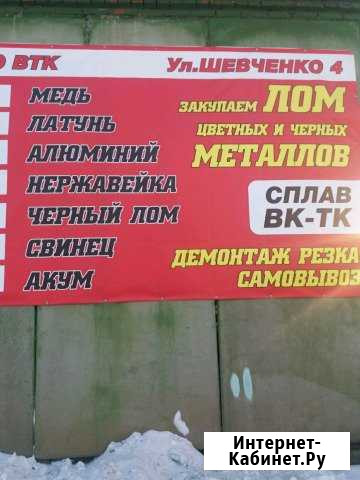 ВТК
Ул.ШЕВЧЕНКО 4
МЕДЬ
ЛАТУНЬ
АЛЮМИНИЙ
НЕРЖАВЕЙКА
ЧЕРНЫЙ ЛОМ
СВИНЕЦ
АКУМ
ЗАКУПАЕМ ЛОМ
ЦВЕТНЫХ И ЧЕРНЫХ
МЕТАЛЛОВ
СПЛАВ
ВК-ТК
ДЕМОНТАЖ РЕЗКА
САМОВЫВОЗ
Интернет-
Кабинет.Ру